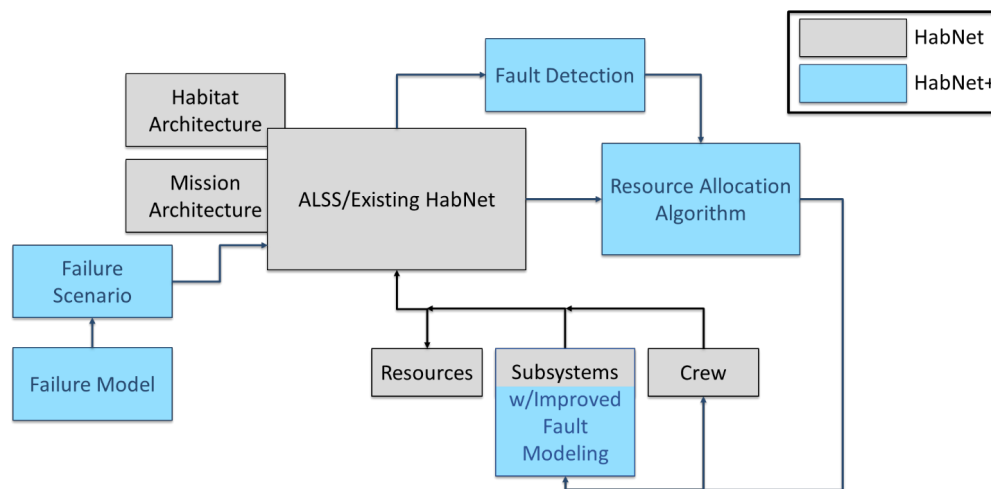 HabNet
HabNet+
Fault Detection
Habitat
Architecture
Mission
Architecture
ALSS/Existing HabNet
Resource Allocation
Algorithm
Failure
Scenario
Failure Model
Resources
Subsystems
w/Improved
Fault
Modeling
Crew